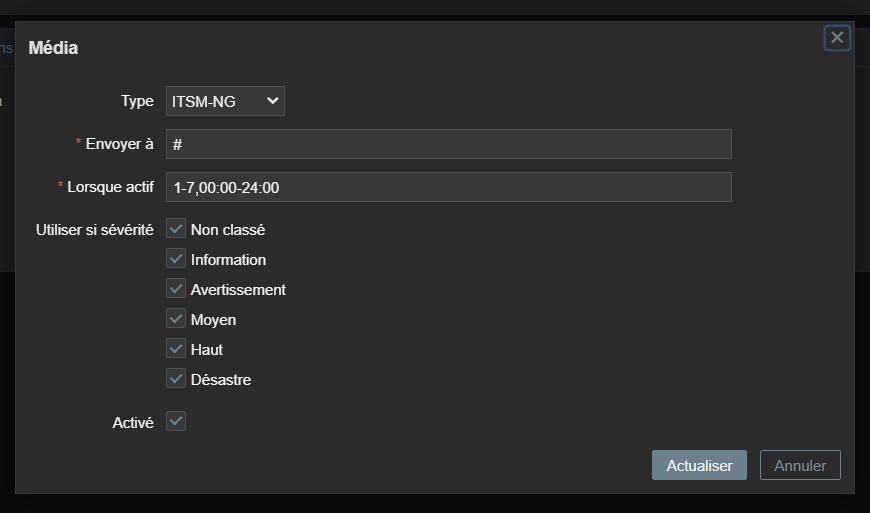 ns
Média
Type ITSM-NG
* Envoyer à #
* Lorsque actif 1-7,00:00-24:00
Utiliser si sévérité Non classé
Information
Avertissement
Moyen
Haut
Désastre
Activé
Actualiser Annuler